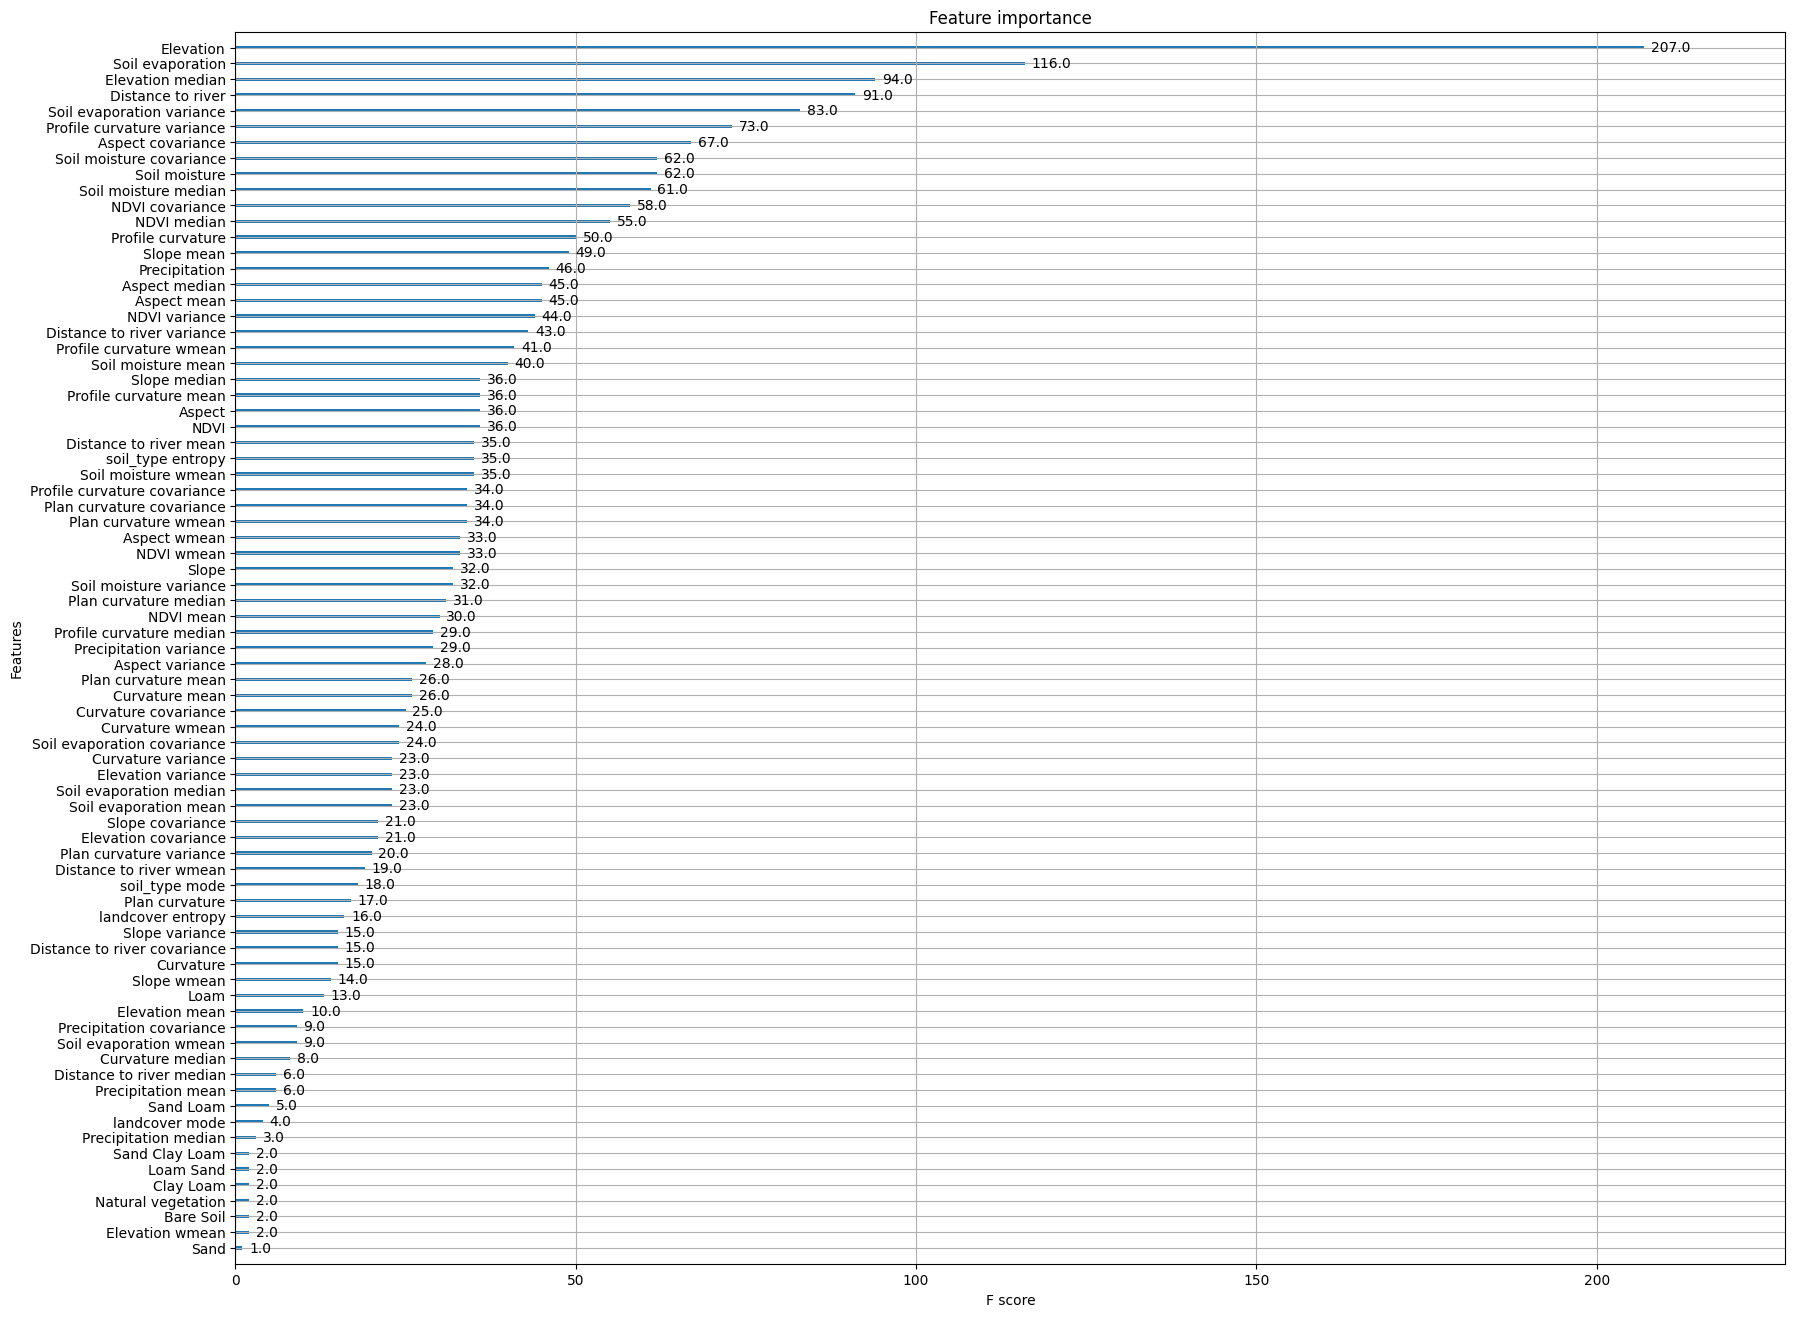 Feature importance
Elevation 207.0
Soil evaporation 116.0
Elevation median 94.0
Distance to river 91.0
Soil evaporation variance 83.0
Profile curvature variance 73.0
Aspect covariance 67.0
Soil moisture covariance 62.0
Soil moisture 62.0
Soil moisture median 61.0
NDVI covariance 58.0
NDVI median 55.0
Profile curvature 50.0
Slope mean 49.0
Precipitation 46.0
Aspect median 45.0
Aspect mean 45.0
NDVI variance 44.0
Distance to river variance 43.0
Profile curvature wmean 41.0
Soil moisture mean 40.0
Slope median 36.0
Profile curvature mean 36.0
Aspect 36.0
NDVI 36.0
Distance to river mean 35.0
soil_type entropy 35.0
Soil moisture wmean 35.0
Profile curvature covariance 34.0
Plan curvature covariance 34.0
Plan curvature wmean 34.0
Aspect wmean 33.0
NDVI wmean 33.0
Slope 32.0
Soil moisture variance 32.0
Plan curvature median 31.0
NDVI mean 30.0
Profile curvature median 29.0
Precipitation variance 29.0
Aspect variance 28.0
Plan curvature mean 26.0
Curvature mean 26.0
Curvature covariance 25.0
Curvature wmean 24.0
Soil evaporation covariance 24.0
Curvature variance 23.0
Elevation variance 23.0
Soil evaporation median 23.0
Soil evaporation mean 23.0
Slope covariance 21.0
Elevation covariance 21.0
Plan curvature variance 20.0
Distance to river wmean 19.0
soil_type mode 18.0
Plan curvature 17.0
landcover entropy 16.0
Slope variance 15.0
Distance to river covariance 15.0
Curvature 15.0
Slope wmean 14.0
Loam 13.0
Elevation mean 10.0
Precipitation covariance 9.0
Soil evaporation wmean 9.0
Curvature median 8.0
Distance to river median 6.0
Precipitation mean 6.0
Sand Loam 5.0
landcover mode 4.0
Precipitation median 3.0
Sand Clay Loam 2.0
Loam Sand 2.0
Clay Loam 2.0
Natural vegetation 2.0
Bare Soil 2.0
Elevation wmean 2.0
Sand 1.0
Features
0 50 100 150 200
F score